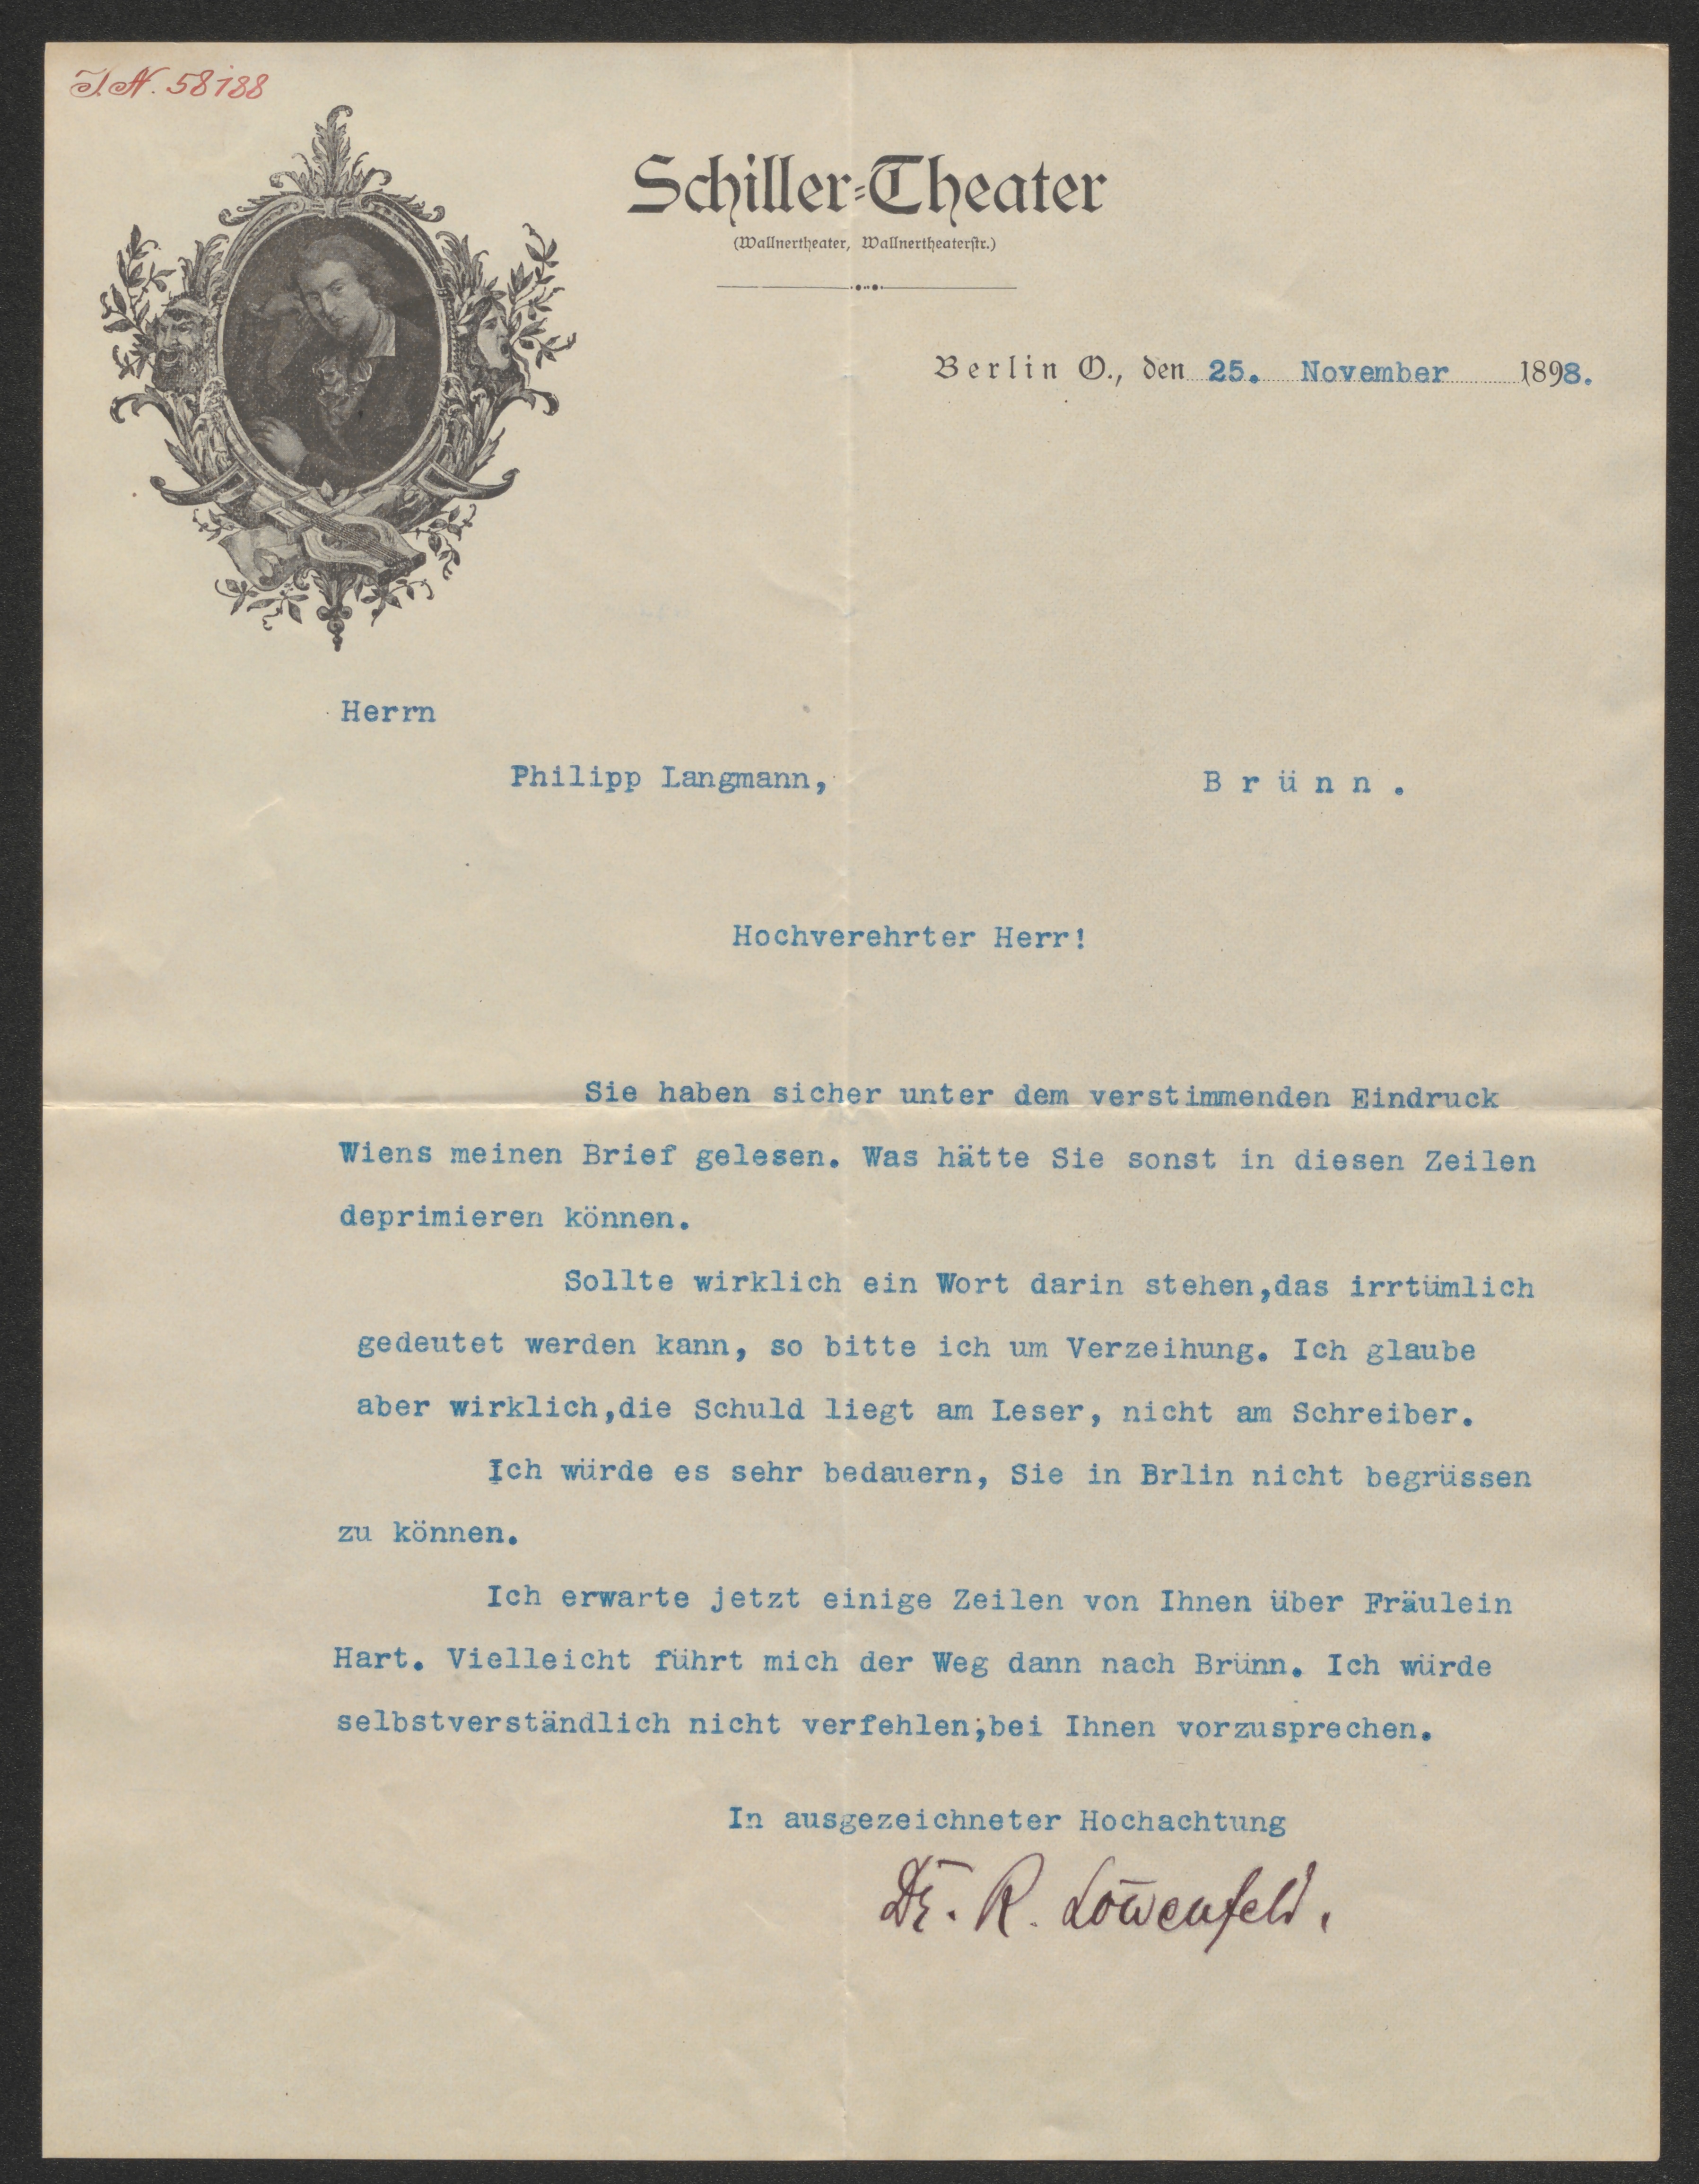 I.N. 58188
Schiller=Theater
(Wallnertheater, Wallnertheaterstr.)
Berlin O., den 25. November 1898.
Herrn
Philipp Langmann, Brünn.
Hochverehrter Herr!
Sie haben sicher unter dem verstimmenden Eindruck
Wiens meinen Brief gelesen. Was hätte Sie sonst in diesen Zeilen
deprimieren können.
Sollte wirklich ein Wort darin stehen,das irrtümlich
gedeutet werden kann, so bitte ich um Verzeihung. Ich glaube
aber wirklich,die Schuld liegt am Leser, nicht am Schreiber.
Ich würde es sehr bedauern, Sie in Brlin nicht begrüssen
zu können.
Ich erwarte jetzt einige Zeilen von Ihnen über Fräulein
Hart. Vielleicht führt mich der Weg dann nach Brünn. Ich würde
selbstverständlich nicht verfehlen;bei Ihnen vorzusprechen.
In ausgezeichneter Hochachtung
Dr. R. Löwenfeld.